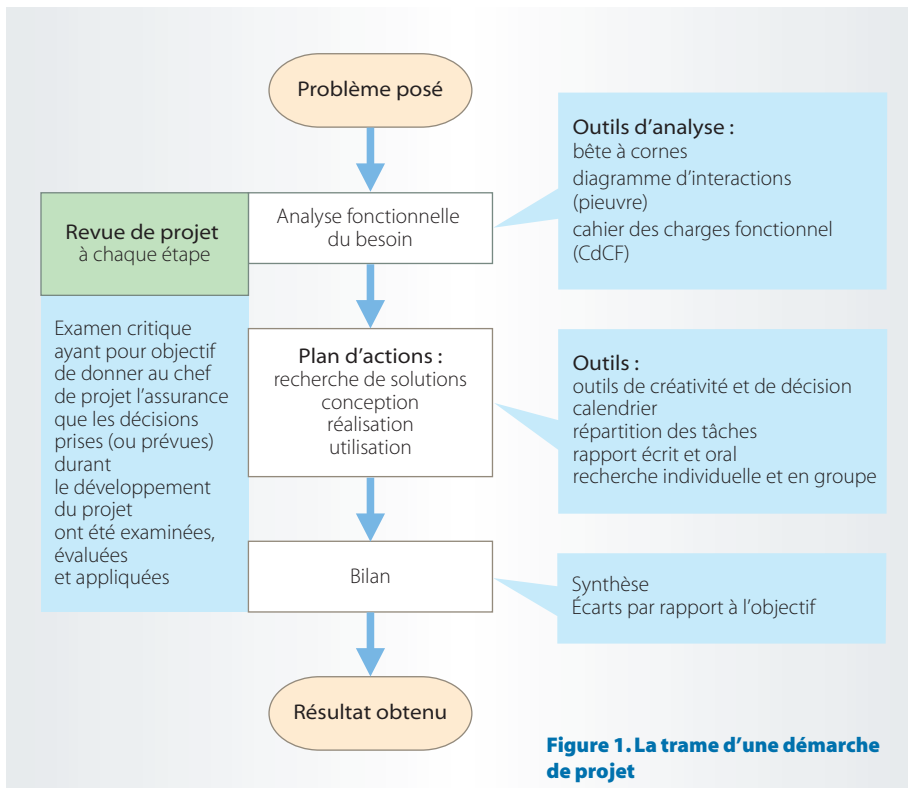 Problème posé
Outils d'analyse :
bête à cornes
diagramme d'interactions
(pieuvre)
cahier des charges fonctionnel
(CdCF)
Analyse fonctionnelle
du besoin
Revue de projet
à chaque étape
Examen critique
ayant pour objectif
de donner au chef
de projet l'assurance
que les décisions
prises (ou prévues)
durant
le développement
du projet
ont été examinées,
évaluées
et appliquées
Plan d'actions :
recherche de solutions
conception
réalisation
utilisation
Outils :
outils de créativité et de décision
calendrier
répartition des tâches
rapport écrit et oral
recherche individuelle et en groupe
Bilan
Synthèse
Écarts par rapport à l'objectif
Résultat obtenu
Figure 1. La trame d'une démarche
de projet